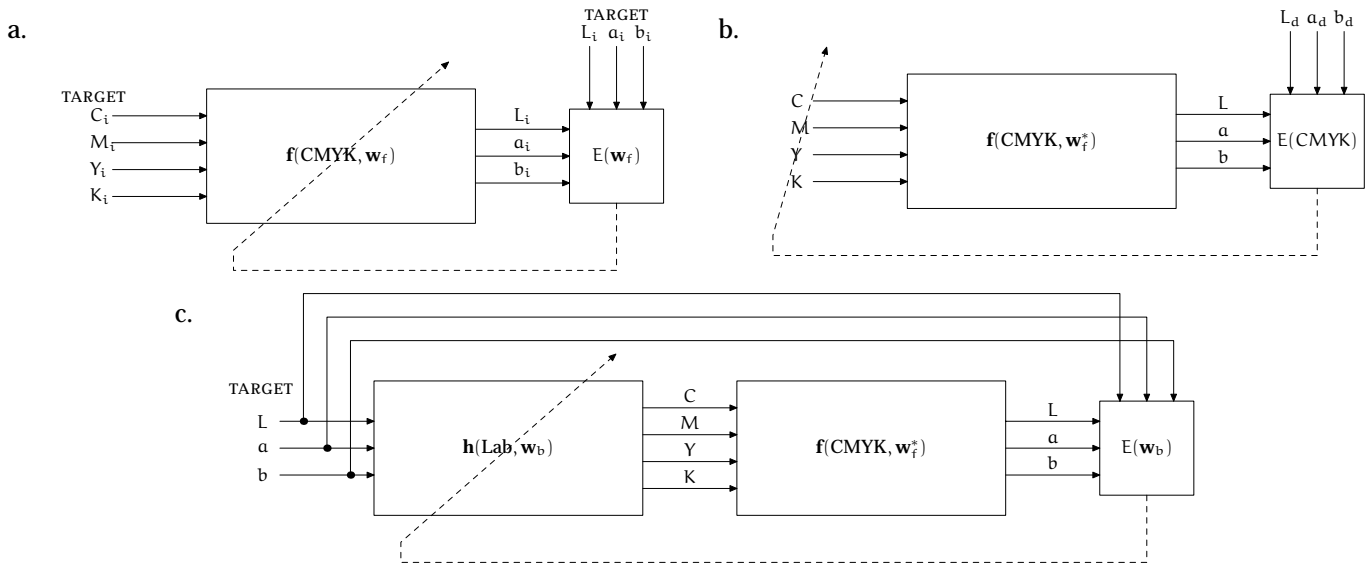 a.
TARGET
Lᵢ aᵢ bᵢ
TARGET
Cᵢ
Mᵢ
Yᵢ
Kᵢ
f(CMYK, w_f)
Lᵢ
aᵢ
bᵢ
E(w_f)
b.
L_d a_d b_d
C
M
Y
K
f(CMYK, w_f*)
L
a
b
E(CMYK)
c.
TARGET
L
a
b
h(Lab, w_b)
C
M
Y
K
f(CMYK, w_f*)
L
a
b
E(w_b)